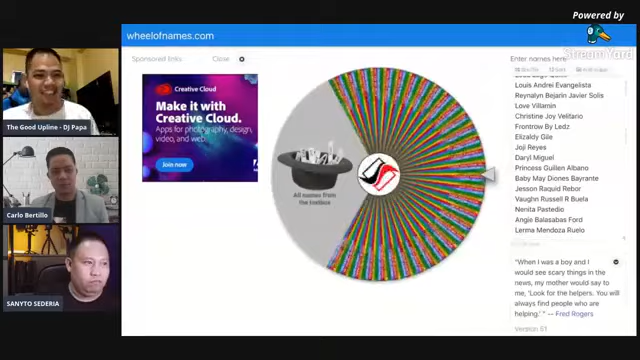 Powered by
StreamYard
wheelofnames.com
Sponsored links
Close
Enter names here
Creative Cloud
Make it with
Creative Cloud.
Apps for photography, design,
video, and web.
Join now
All names from
the textbox
Louis Andrei Evangelista
Reynalyn Bejarin Javier Solis
Love Villamin
Christine Joy Velitario
Frontrow By Ledz
Elizaldy Gile
Joji Reyes
Daryl Miguel
Princess Guillen Albano
Baby May Diones Bayrante
Jesson Raquid Rebor
Vaughn Russell R Buela
Nenita Pastedio
Angie Balasabas Ford
Lerma Mendoza Ruelo
"When I was a boy and I
would see scary things in the
news, my mother would say to
me, 'Look for the helpers. You will
always find people who are
helping.'" -- Fred Rogers
Version 51
The Good Upline - DJ Papa
Carlo Bertillo
SANYTO SEDERIA